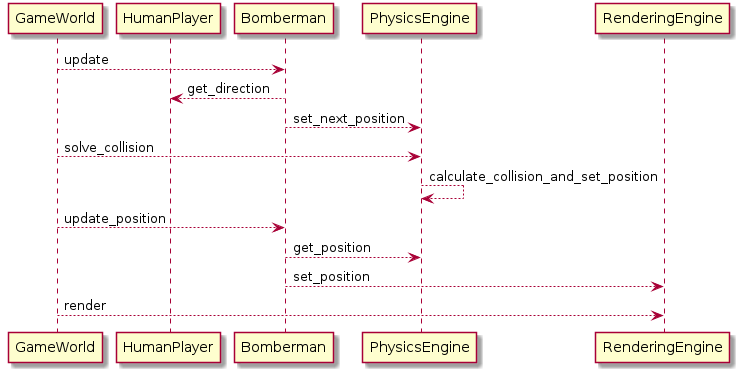 GameWorld HumanPlayer Bomberman PhysicsEngine RenderingEngine
update
get_direction
set_next_position
solve_collision
calculate_collision_and_set_position
update_position
get_position
set_position
render
GameWorld HumanPlayer Bomberman PhysicsEngine RenderingEngine